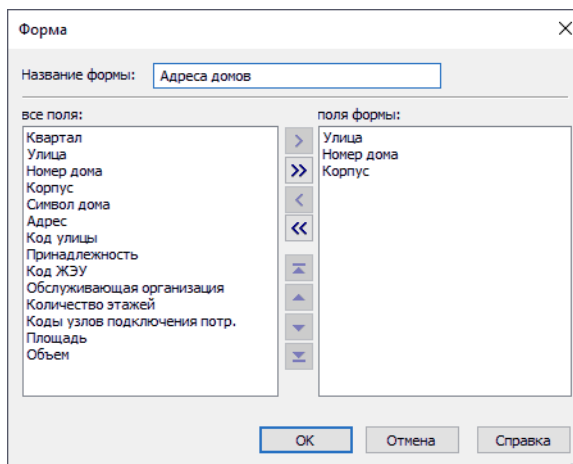 Форма
Название формы: Адреса домов
все поля:
Квартал
Улица
Номер дома
Корпус
Символ дома
Адрес
Код улицы
Принадлежность
Код ЖЭУ
Обслуживающая организация
Количество этажей
Коды узлов подключения потр.
Площадь
Объем
поля формы:
Улица
Номер дома
Корпус
ОК
Отмена
Справка